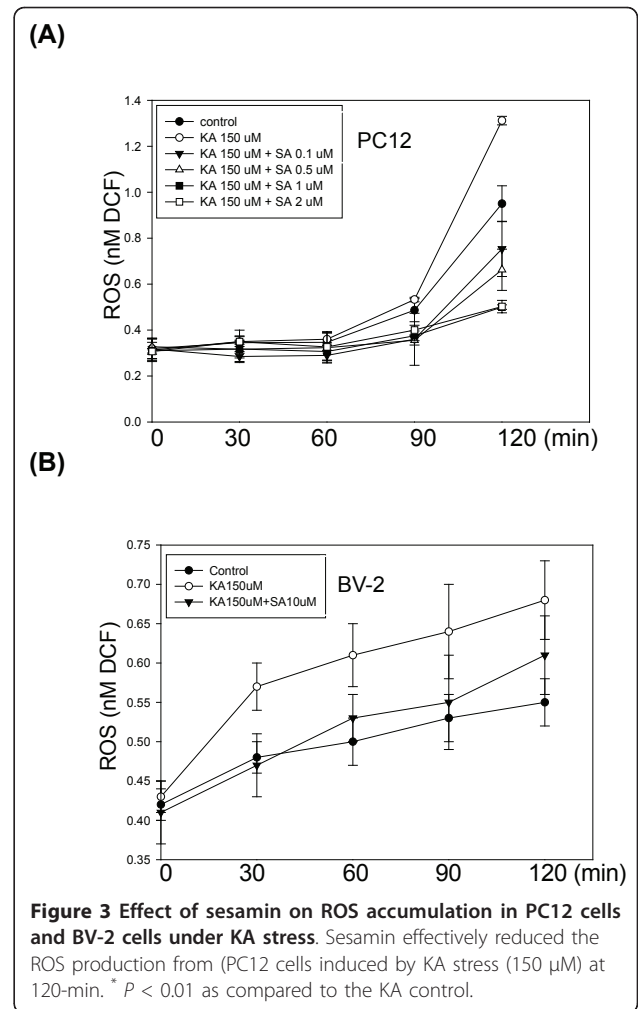 (A)
1.4
1.2
1.0
0.8
0.6
0.4
0.2
0.0
ROS (nM DCF)
control
KA 150 uM
KA 150 uM + SA 0.1 uM
KA 150 uM + SA 0.5 uM
KA 150 uM + SA 1 uM
KA 150 uM + SA 2 uM
PC12
0 30 60 90 120 (min)
(B)
0.75
0.70
0.65
0.60
0.55
0.50
0.45
0.40
0.35
ROS (nM DCF)
Control
KA150uM
KA150uM+SA10uM
BV-2
0 30 60 90 120 (min)
Figure 3 Effect of sesamin on ROS accumulation in PC12 cells
and BV-2 cells under KA stress. Sesamin effectively reduced the
ROS production from (PC12 cells induced by KA stress (150 μM) at
120-min. * P < 0.01 as compared to the KA control.